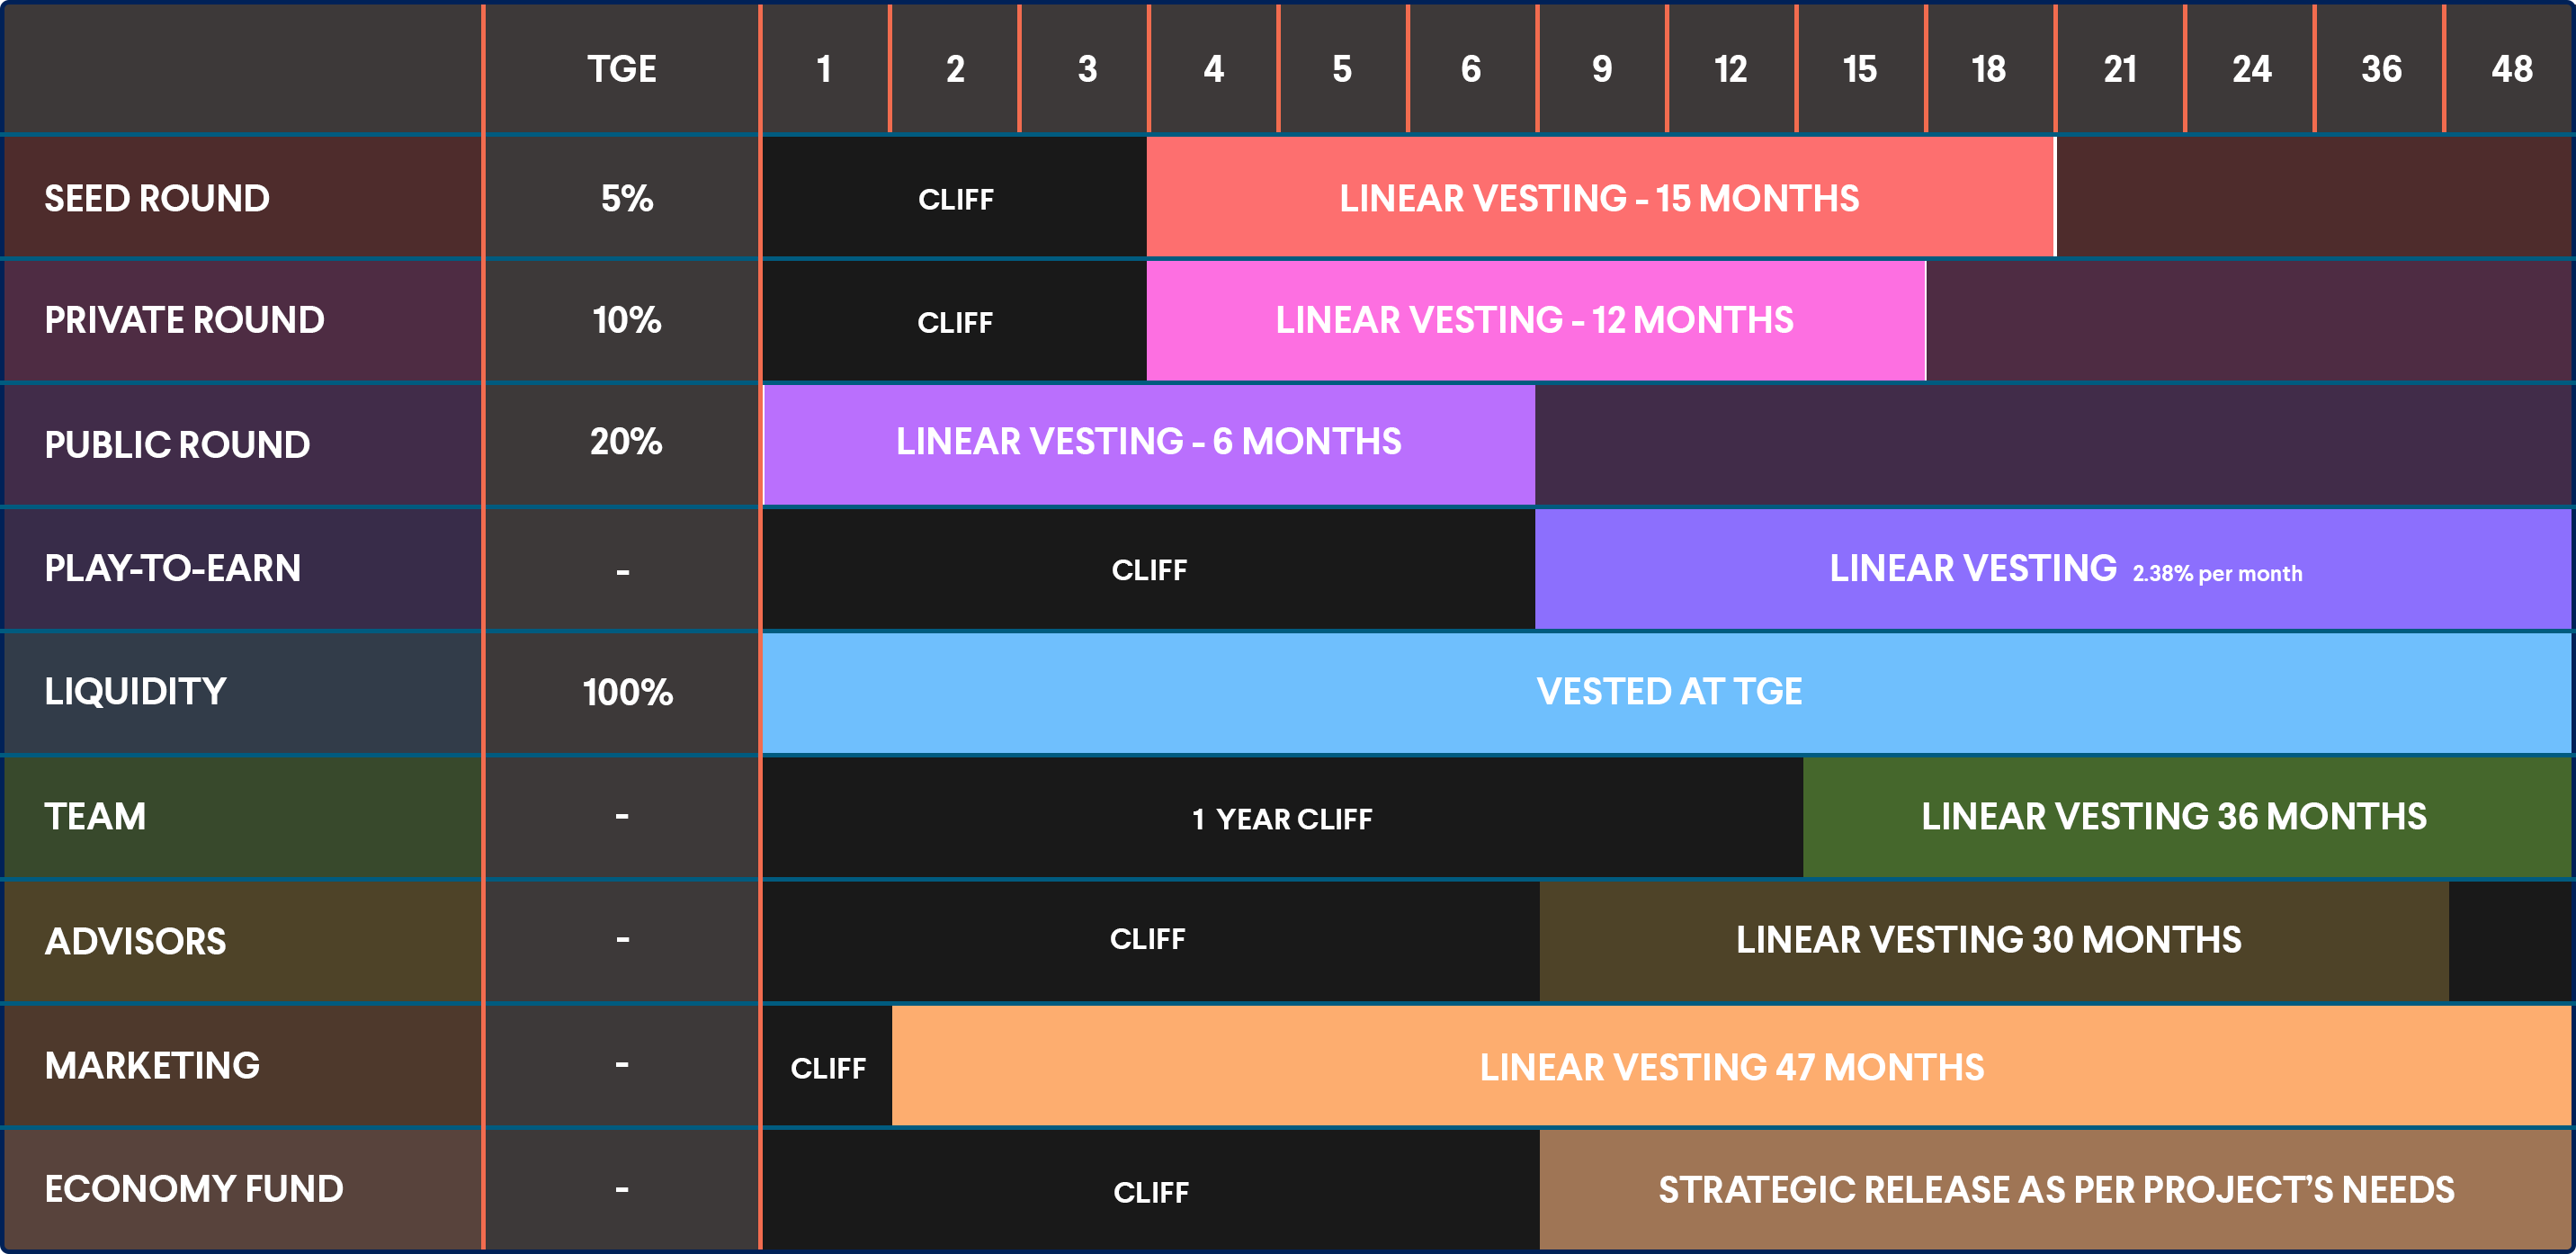 TGE 1 2 3 4 5 6 9 12 15 18 21 24 36 48
SEED ROUND 5% CLIFF LINEAR VESTING - 15 MONTHS
PRIVATE ROUND 10% CLIFF LINEAR VESTING - 12 MONTHS
PUBLIC ROUND 20% LINEAR VESTING - 6 MONTHS
PLAY-TO-EARN - CLIFF LINEAR VESTING 2.38% per month
LIQUIDITY 100% VESTED AT TGE
TEAM - 1 YEAR CLIFF LINEAR VESTING 36 MONTHS
ADVISORS - CLIFF LINEAR VESTING 30 MONTHS
MARKETING - CLIFF LINEAR VESTING 47 MONTHS
ECONOMY FUND - CLIFF STRATEGIC RELEASE AS PER PROJECT’S NEEDS